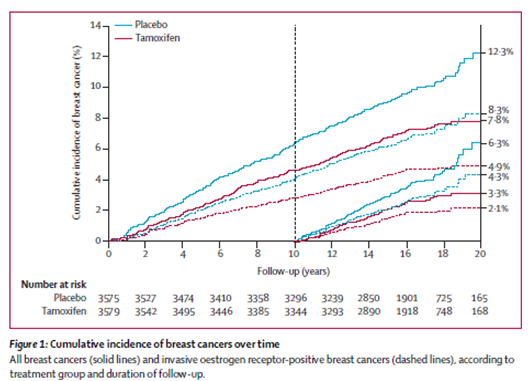 Placebo
Tamoxifen
14
12
10
8
6
4
2
0
Cumulative incidence of breast cancer (%)
12·3%
8·3%
7·8%
6·3%
4·9%
4·3%
3·3%
2·1%
0 2 4 6 8 10 12 14 16 18 20
Follow-up (years)
Number at risk
Placebo 3575 3527 3474 3410 3358 3296 3239 2850 1901 725 165
Tamoxifen 3579 3542 3495 3446 3385 3344 3293 2890 1918 748 168
Figure 1: Cumulative incidence of breast cancers over time
All breast cancers (solid lines) and invasive oestrogen receptor-positive breast cancers (dashed lines), according to
treatment group and duration of follow-up.